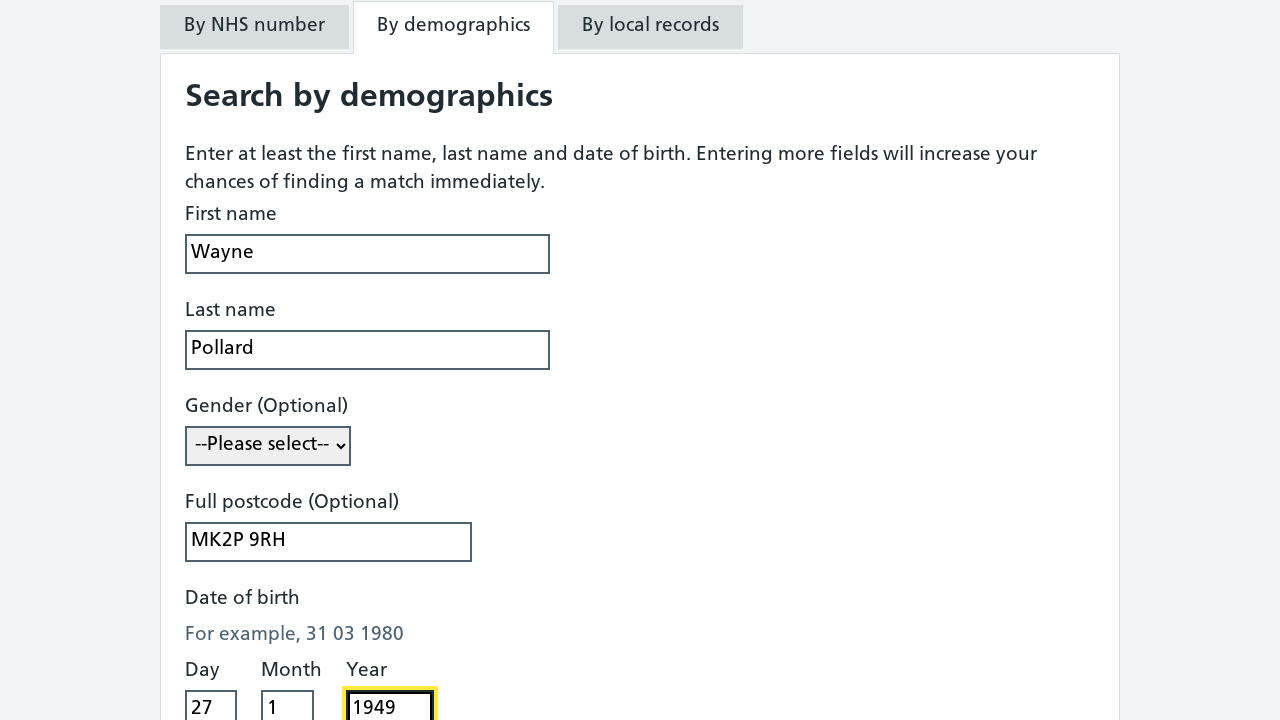 By NHS number By demographics By local records
Search by demographics
Enter at least the first name, last name and date of birth. Entering more fields will increase your
chances of finding a match immediately.
First name
Wayne
Last name
Pollard
Gender (Optional)
--Please select--
Full postcode (Optional)
MK2P 9RH
Date of birth
For example, 31 03 1980
Day Month Year
27 1 1949